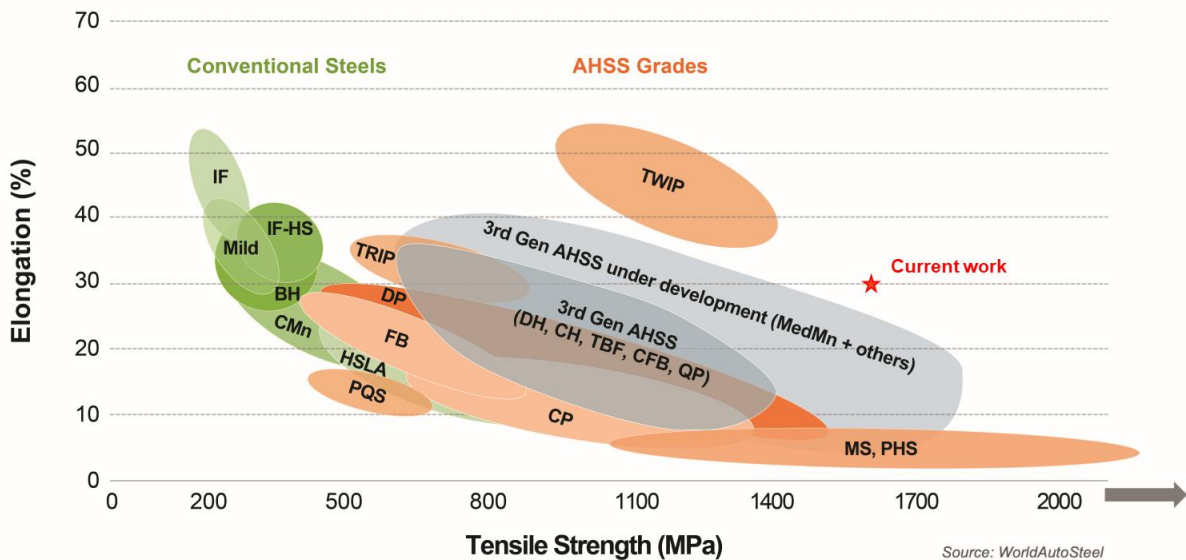 70
60
50
40
30
20
10
0
Elongation (%)
Conventional Steels
AHSS Grades
IF
TWIP
IF-HS
Mild
TRIP
3rd Gen AHSS under development (MedMn + others)
Current work
BH
DP
3rd Gen AHSS
(DH, CH, TBF, CFB, QP)
CMn
FB
HSLA
PQS
CP
MS, PHS
0
200
500
800
1100
1400
1700
2000
Tensile Strength (MPa)
Source: WorldAutoSteel